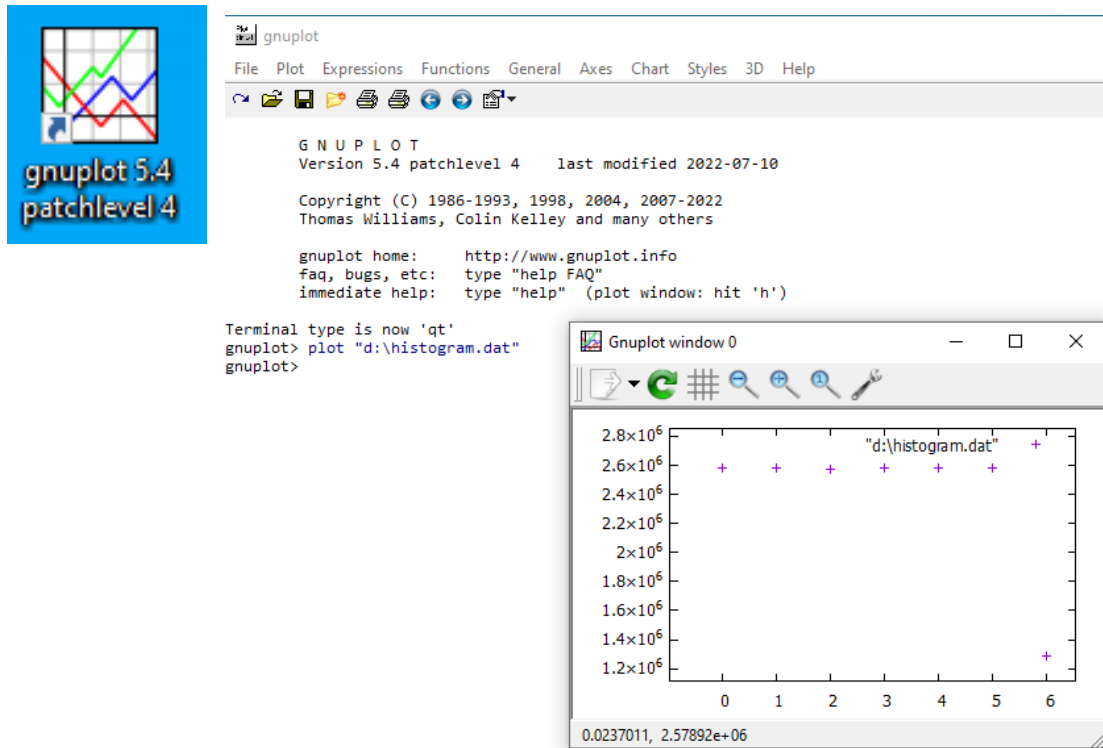 gnuplot 5.4
patchlevel 4
gnuplot
File Plot Expressions Functions General Axes Chart Styles 3D Help
G N U P L O T
Version 5.4 patchlevel 4    last modified 2022-07-10
Copyright (C) 1986-1993, 1998, 2004, 2007-2022
Thomas Williams, Colin Kelley and many others
gnuplot home:     http://www.gnuplot.info
faq, bugs, etc:   type "help FAQ"
immediate help:   type "help"  (plot window: hit 'h')
Terminal type is now 'qt'
gnuplot> plot "d:\histogram.dat"
gnuplot>
Gnuplot window 0
"d:\histogram.dat"
2.8×10⁶
2.6×10⁶
2.4×10⁶
2.2×10⁶
2×10⁶
1.8×10⁶
1.6×10⁶
1.4×10⁶
1.2×10⁶
0 1 2 3 4 5 6
0.0237011, 2.57892e+06